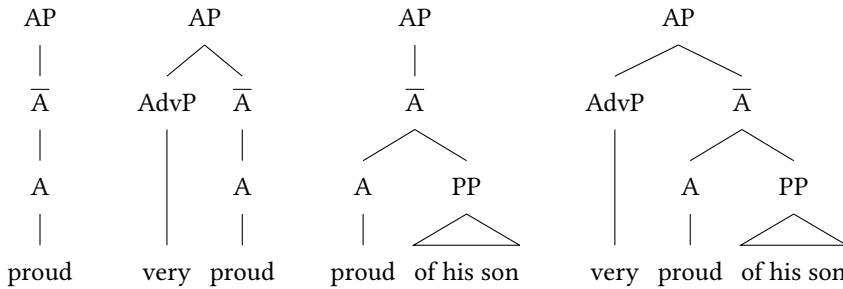 AP AP AP AP
A̅ AdvP A̅ A̅ AdvP A̅
A A A PP A PP
proud very proud proud of his son very proud of his son